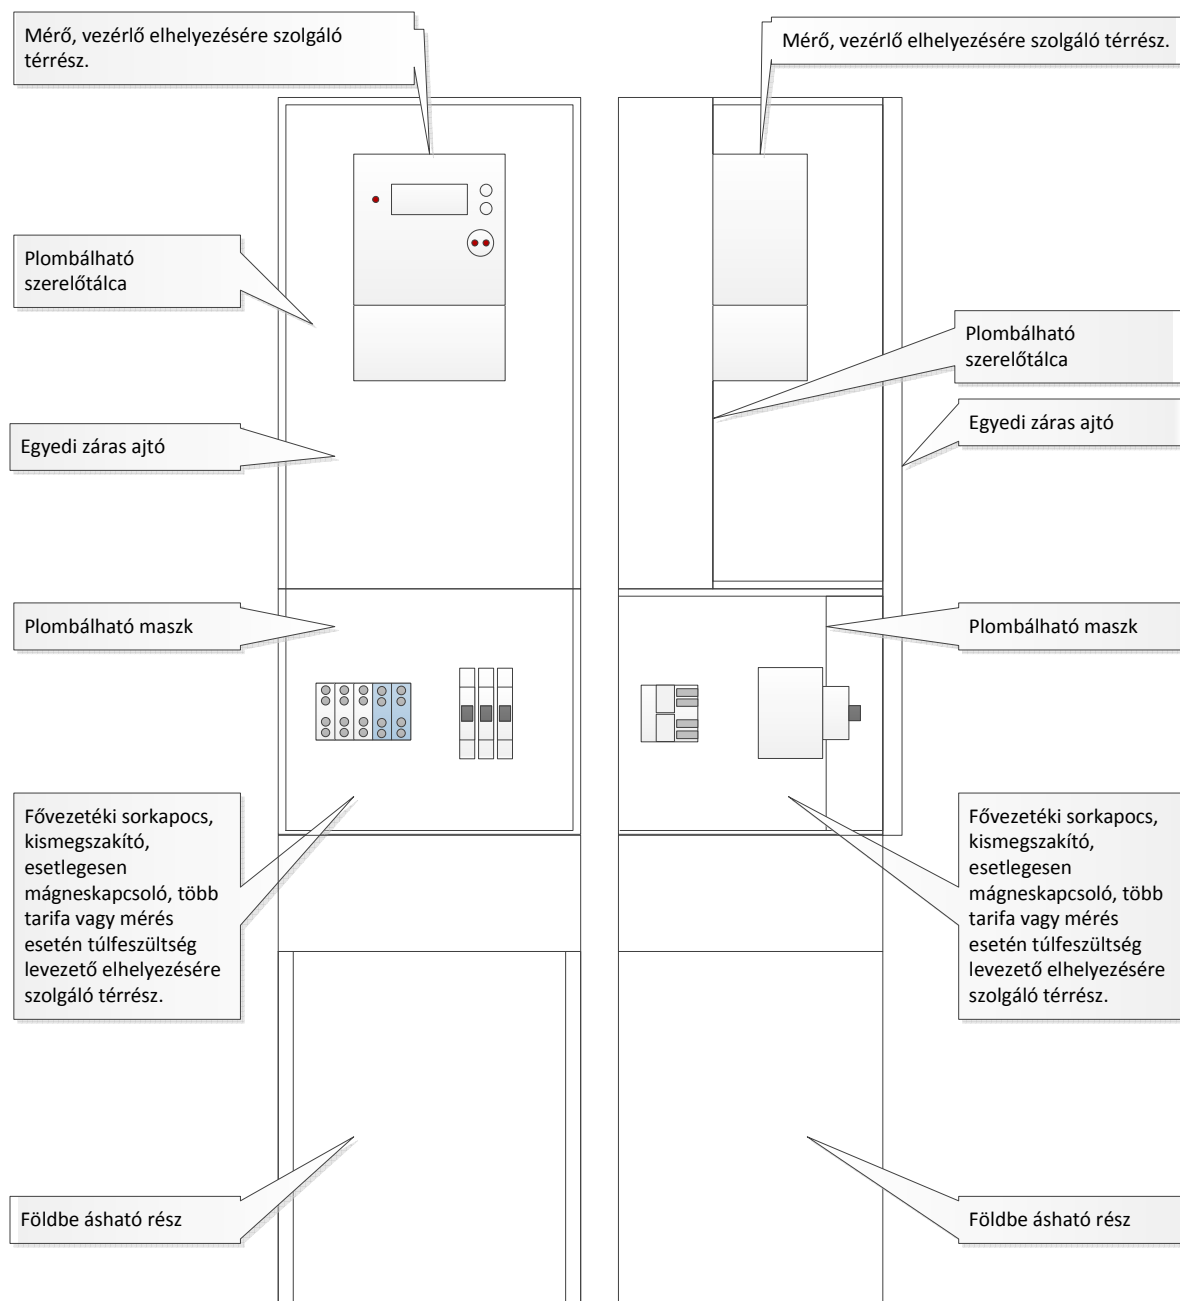 Mérő, vezérlő elhelyezésére szolgáló
térrész.
Mérő, vezérlő elhelyezésére szolgáló térrész.
Plombálható
szerelőtálca
Plombálható
szerelőtálca
Egyedi záras ajtó
Egyedi záras ajtó
Plombálható maszk
Plombálható maszk
Fővezetéki sorkapocs,
kismegszakító,
esetlegesen
mágneskapcsoló, több
tarifa vagy mérés
esetén túlfeszültség
levezető elhelyezésére
szolgáló térrész.
Fővezetéki sorkapocs,
kismegszakító,
esetlegesen
mágneskapcsoló, több
tarifa vagy mérés
esetén túlfeszültség
levezető elhelyezésére
szolgáló térrész.
Földbe ásható rész
Földbe ásható rész